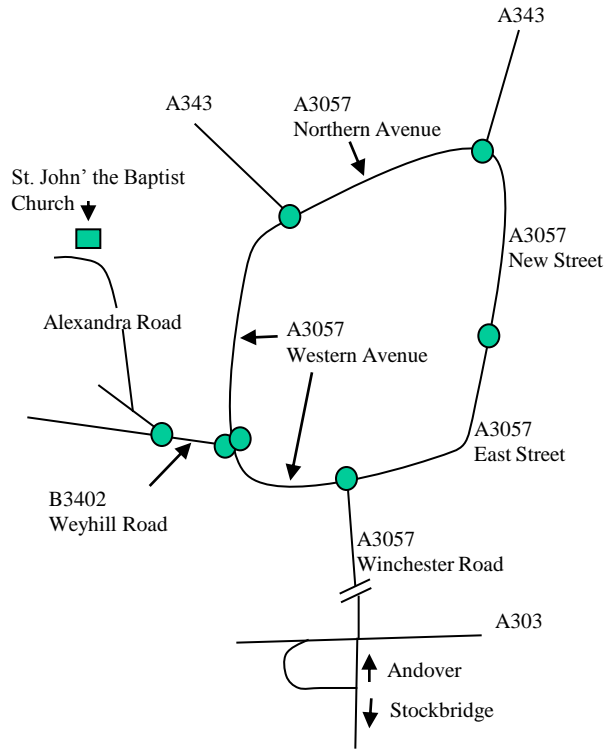 A343
A343
A3057
Northern Avenue
St. John’ the Baptist
Church
A3057
New Street
Alexandra Road
A3057
Western Avenue
A3057
East Street
B3402
Weyhill Road
A3057
Winchester Road
A303
Andover
Stockbridge